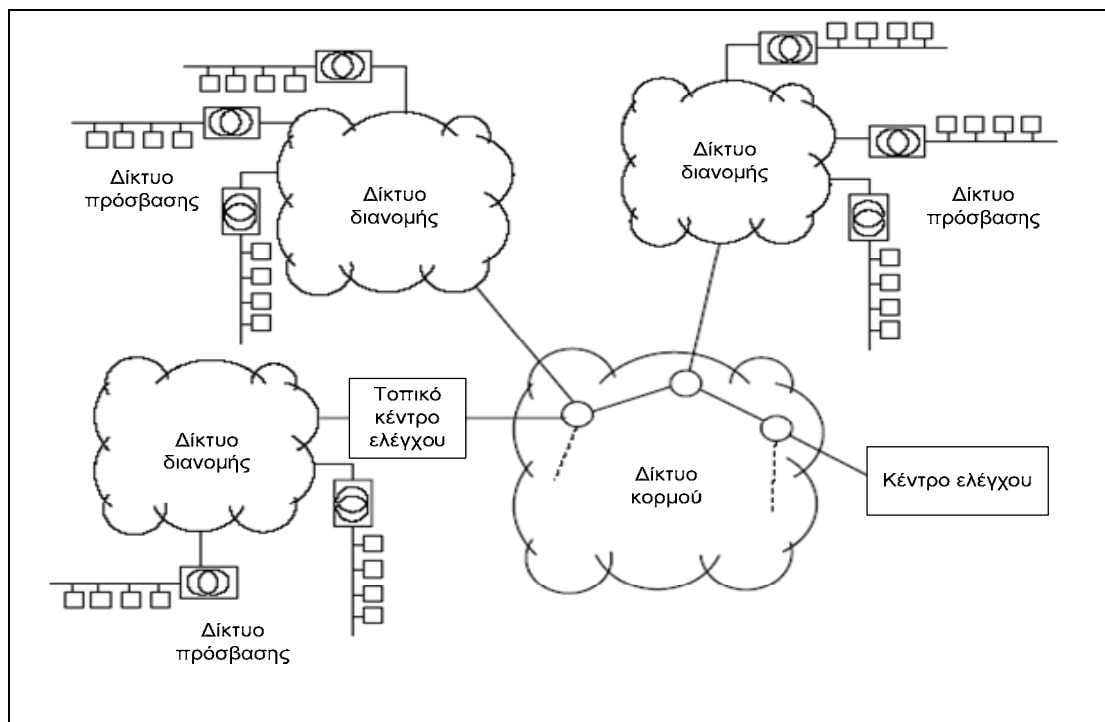 Δίκτυο
πρόσβασης
Δίκτυο
διανομής
Δίκτυο
διανομής
Δίκτυο
πρόσβασης
Δίκτυο
διανομής
Τοπικό
κέντρο
ελέγχου
Δίκτυο
κορμού
Κέντρο ελέγχου
Δίκτυο
πρόσβασης